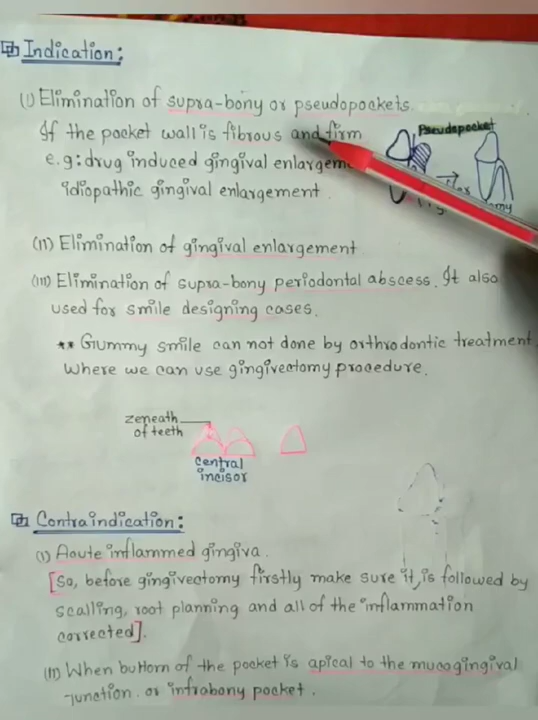 Indication:
(i) Elimination of supra-bony or pseudopockets.
If the pocket wall is fibrous and firm
e.g: drug induced gingival enlargeme
idiopathic gingival enlargement.
Pseudopocket
my
(ii) Elimination of gingival enlargement.
(iii) Elimination of supra-bony periodontal abscess. It also
used for smile designing cases.
** Gummy smile can not done by orthrodontic treatment.
Where we can use gingivectomy procedure.
zeneath
of teeth
central
incisor
Contraindication:
(i) Acute inflammed gingiva.
[So, before gingivectomy firstly make sure it is followed by
scalling, root planning and all of the inflammation
corrected].
(ii) When buttom of the pocket is apical to the mucogingival
junction. or infrabony pocket.